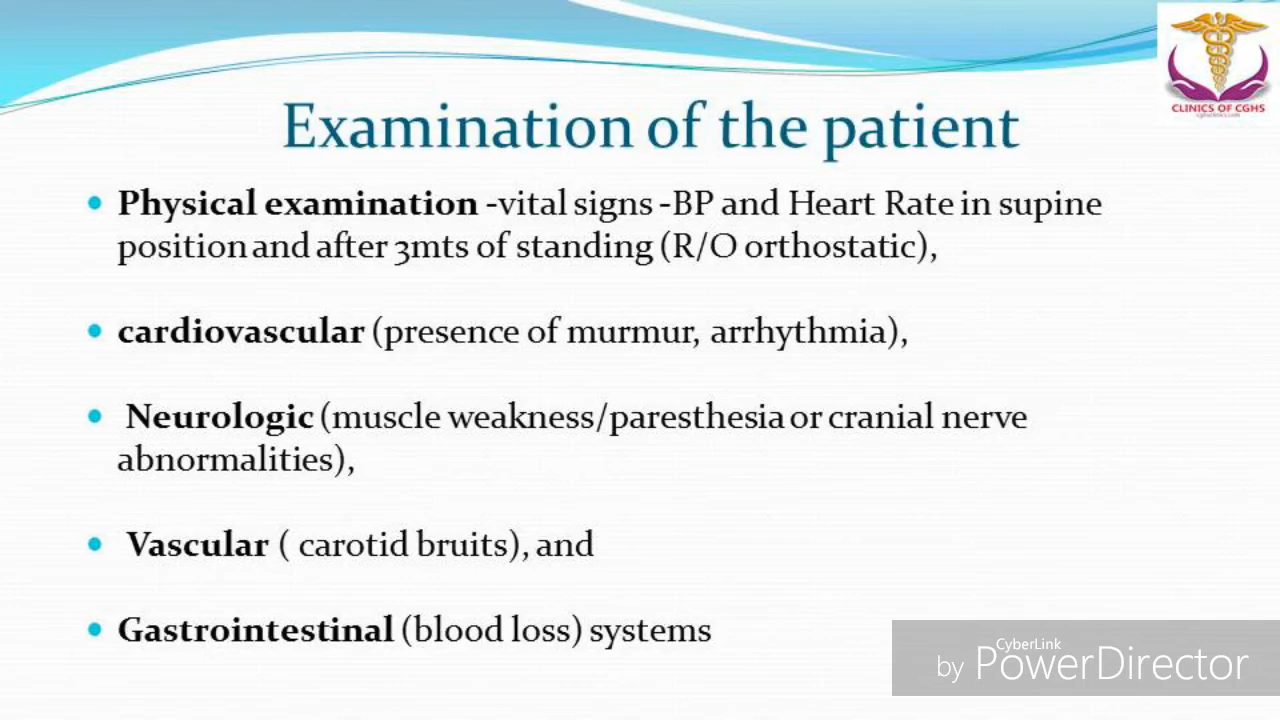 CLINICS OF CGHS
Examination of the patient
• Physical examination -vital signs -BP and Heart Rate in supine
position and after 3mts of standing (R/O orthostatic),
• cardiovascular (presence of murmur, arrhythmia),
• Neurologic (muscle weakness/paresthesia or cranial nerve
abnormalities),
• Vascular ( carotid bruits), and
• Gastrointestinal (blood loss) systems
CyberLink
by PowerDirector